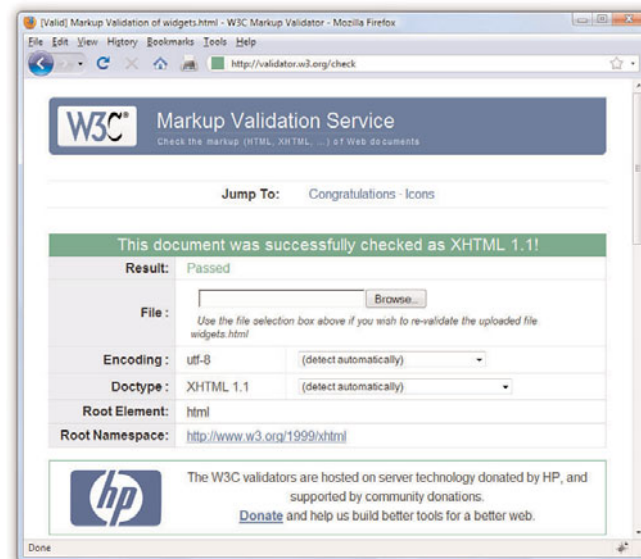 [Valid] Markup Validation of widgets.html - W3C Markup Validator - Mozilla Firefox
File Edit View History Bookmarks Tools Help
http://validator.w3.org/check
W3C® Markup Validation Service
Check the markup (HTML, XHTML, ...) of Web documents
Jump To: Congratulations · Icons
This document was successfully checked as XHTML 1.1!
Result: Passed
File : Browse...
Use the file selection box above if you wish to re-validate the uploaded file
widgets.html
Encoding : utf-8 (detect automatically)
Doctype : XHTML 1.1 (detect automatically)
Root Element: html
Root Namespace: http://www.w3.org/1999/xhtml
hp
The W3C validators are hosted on server technology donated by HP, and
supported by community donations.
Donate and help us build better tools for a better web.
Done